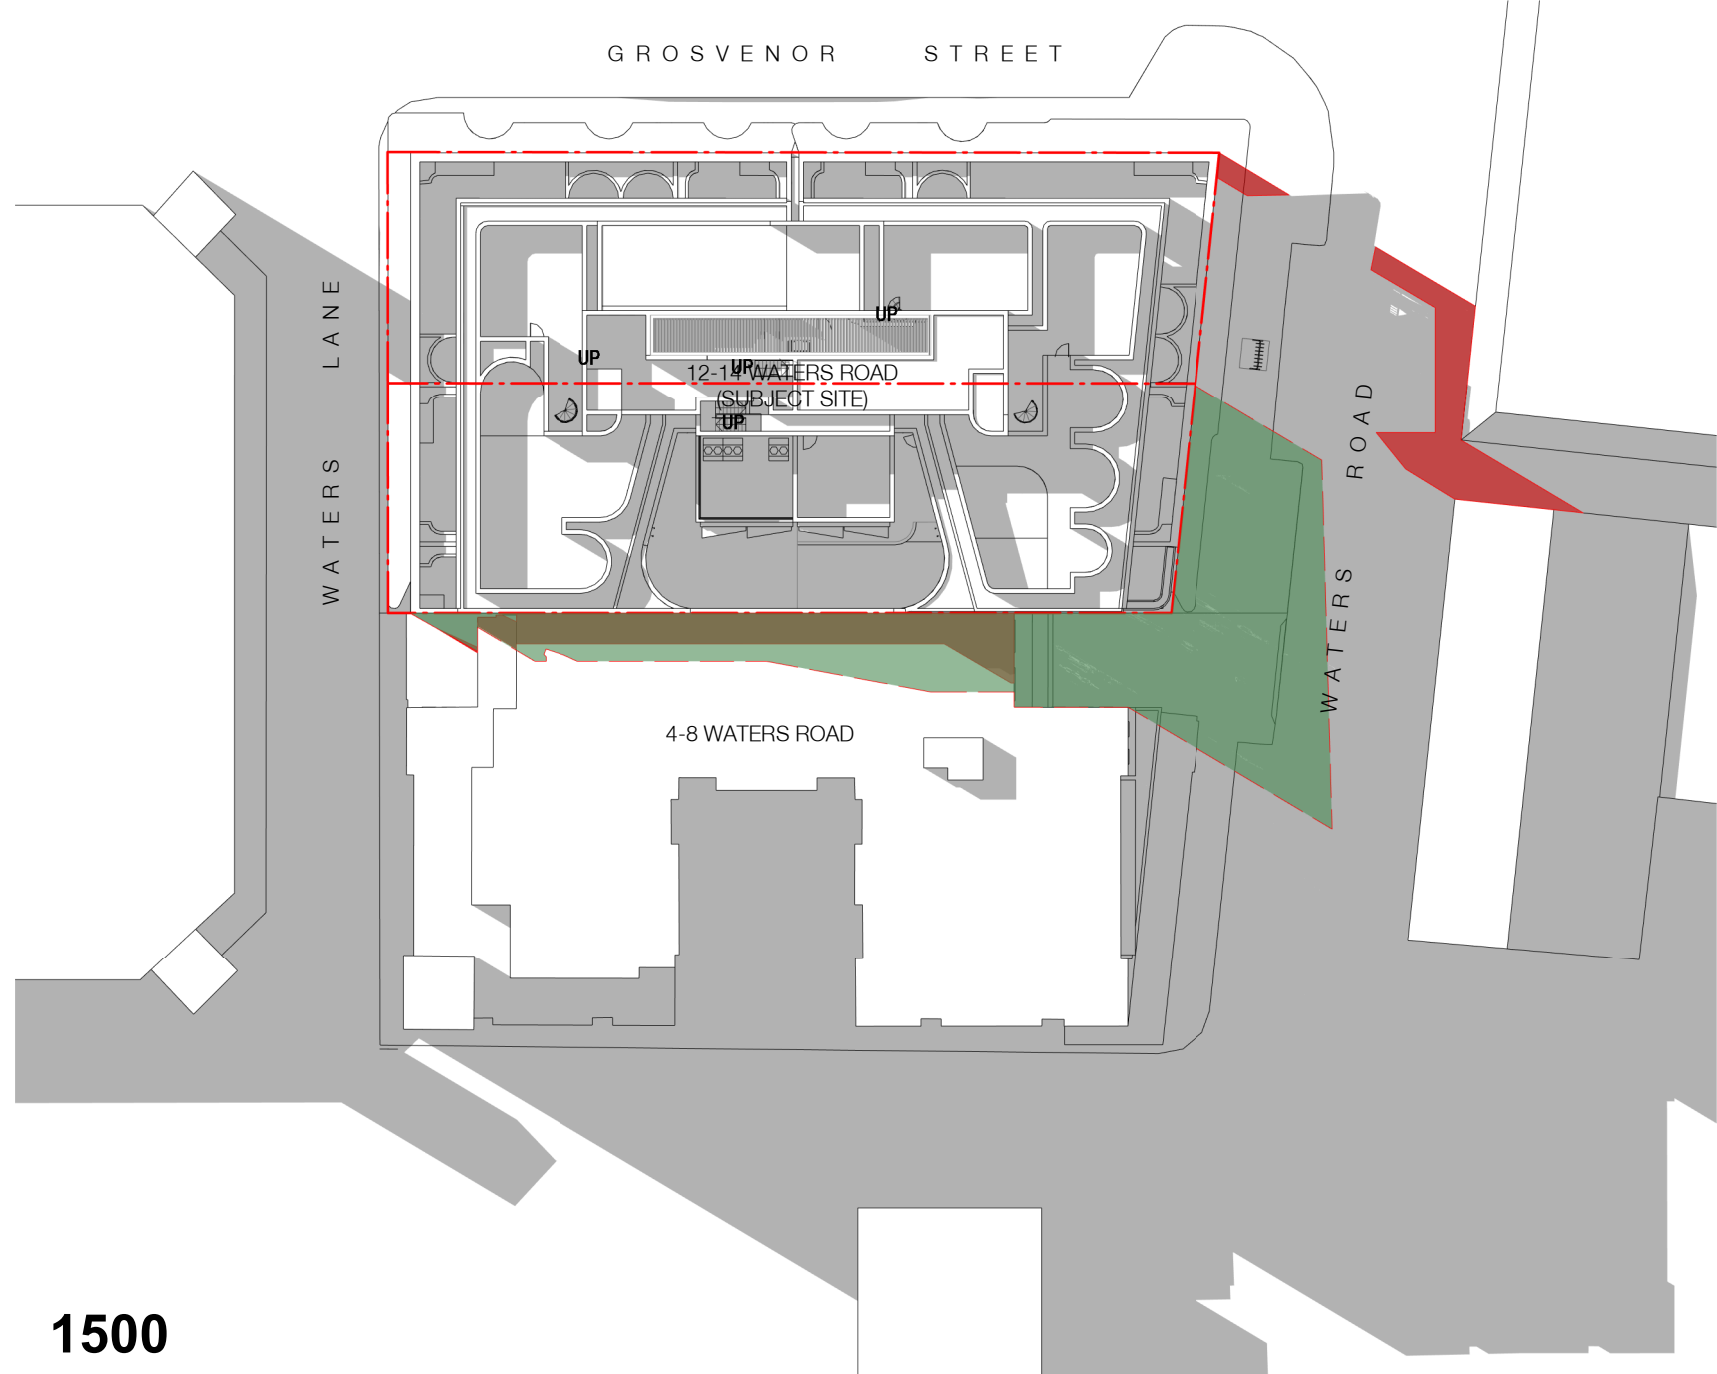 GROSVENOR STREET
WATERS LANE
UP
UP
UP
12-14 WATERS ROAD
(SUBJECT SITE)
UP
WATERS ROAD
4-8 WATERS ROAD
1500